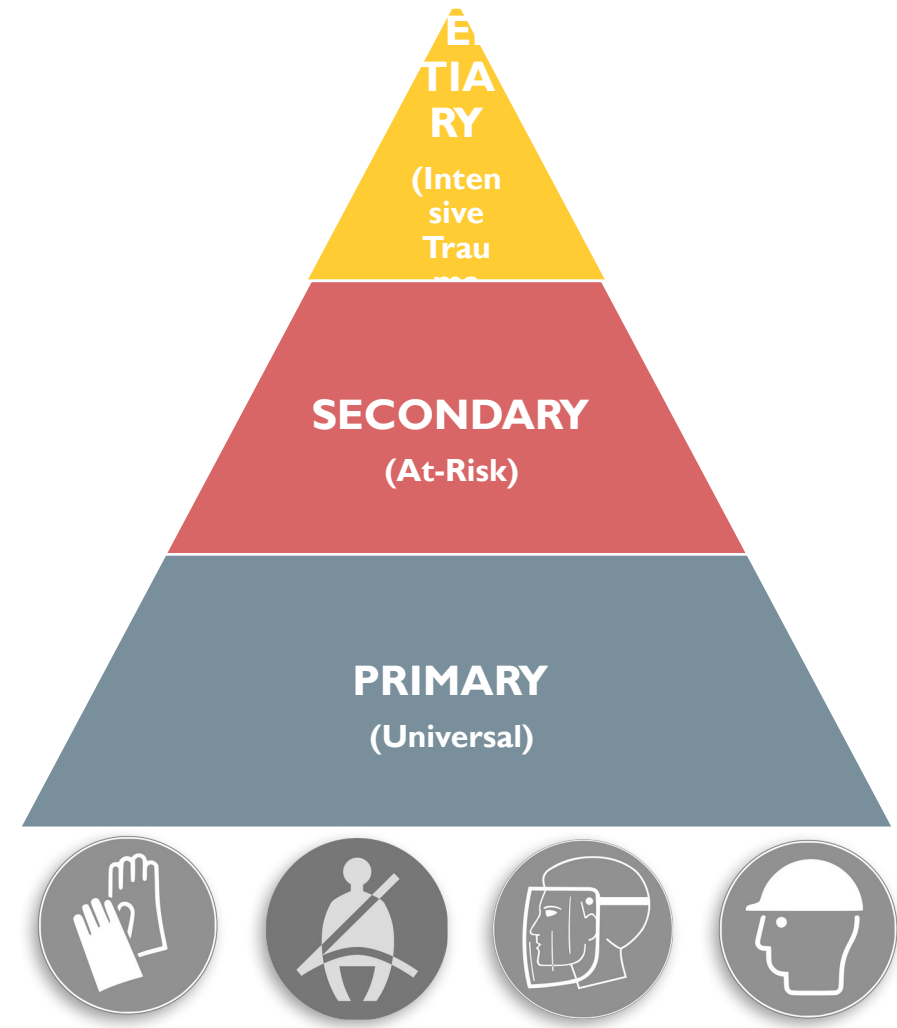 TIA
RY
(Inten
sive
Trau
SECONDARY
(At-Risk)
PRIMARY
(Universal)